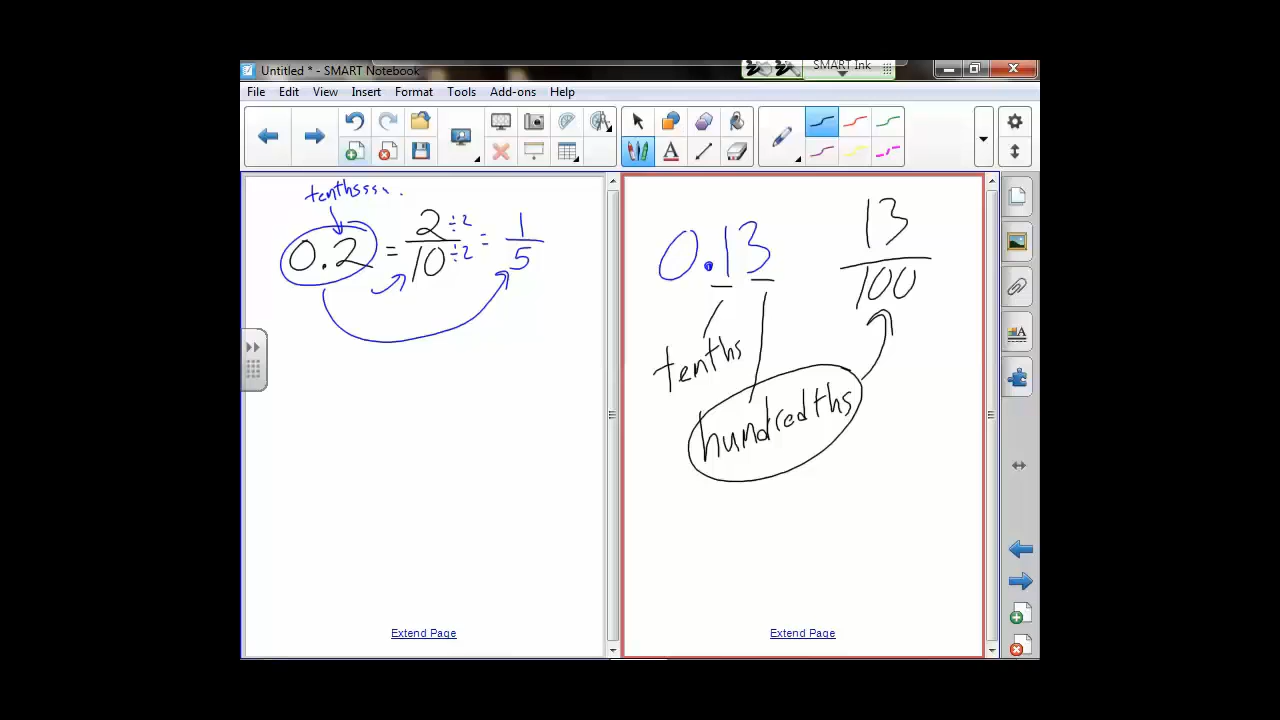 Untitled * - SMART Notebook
SMART Ink
File Edit View Insert Format Tools Add-ons Help
tenthsss...
0.2 = 2/10 ÷2/÷2 = 1/5
0.13 13/100
tenths
hundredths
Extend Page
Extend Page